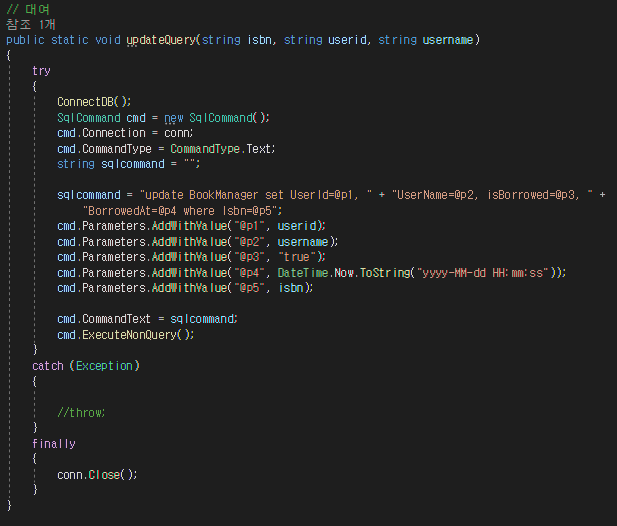 // 대여
참조 1개
public static void updateQuery(string isbn, string userid, string username)
{
try
{
ConnectDB();
SqlCommand cmd = new SqlCommand();
cmd.Connection = conn;
cmd.CommandType = CommandType.Text;
string sqlcommand = "";
sqlcommand = "update BookManager set UserId=@p1, " + "UserName=@p2, isBorrowed=@p3, " +
"BorrowedAt=@p4 where Isbn=@p5";
cmd.Parameters.AddWithValue("@p1", userid);
cmd.Parameters.AddWithValue("@p2", username);
cmd.Parameters.AddWithValue("@p3", "true");
cmd.Parameters.AddWithValue("@p4", DateTime.Now.ToString("yyyy-MM-dd HH:mm:ss"));
cmd.Parameters.AddWithValue("@p5", isbn);
cmd.CommandText = sqlcommand;
cmd.ExecuteNonQuery();
}
catch (Exception)
{
//throw;
}
finally
{
conn.Close();
}
}